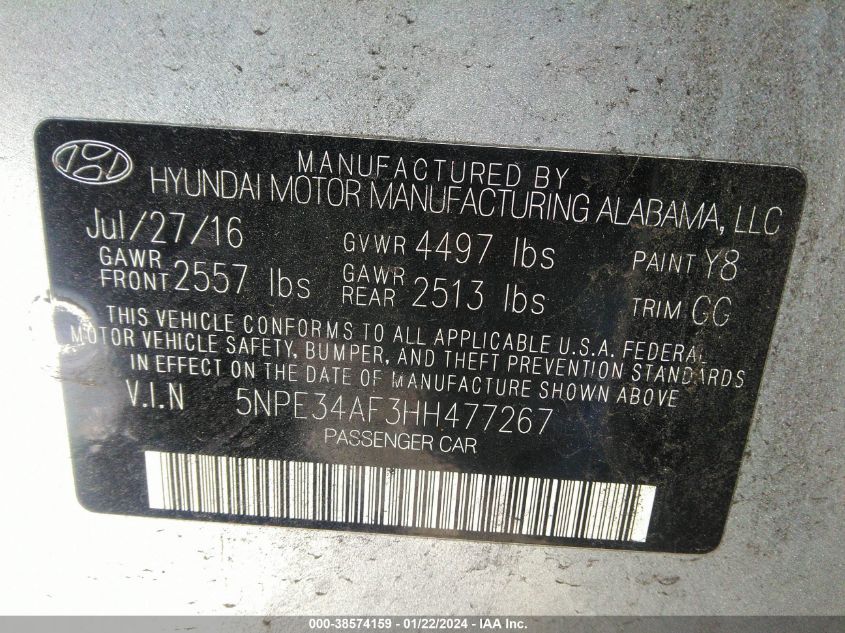 MANUFACTURED BY
HYUNDAI MOTOR MANUFACTURING ALABAMA, LLC
Jul/27/16 GVWR 4497 lbs PAINT Y8
GAWR FRONT 2557 lbs GAWR REAR 2513 lbs TRIM GG
THIS VEHICLE CONFORMS TO ALL APPLICABLE U.S.A. FEDERAL
MOTOR VEHICLE SAFETY, BUMPER, AND THEFT PREVENTION STANDARDS
IN EFFECT ON THE DATE OF MANUFACTURE SHOWN ABOVE
V.I.N 5NPE34AF3HH477267
PASSENGER CAR
000-38574159 - 01/22/2024 - IAA Inc.